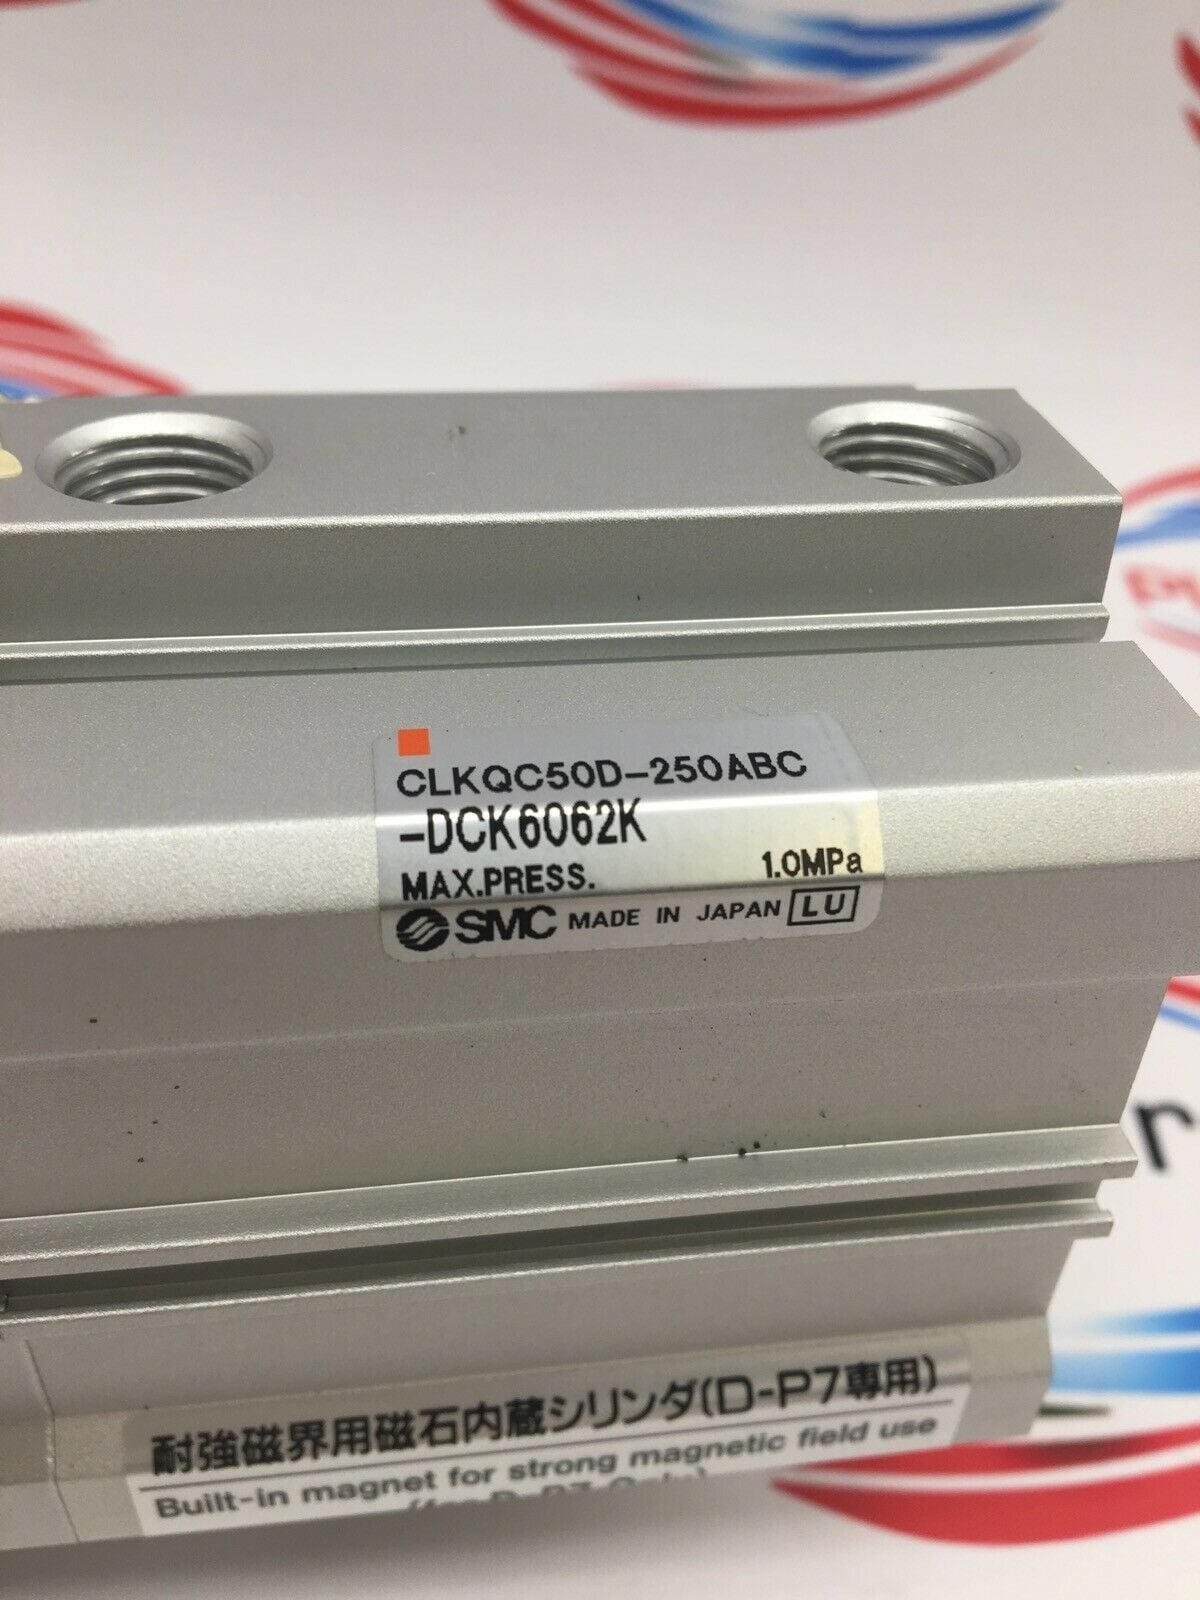 CLKQC50D-250ABC
-DCK6062K
MAX.PRESS. 1.0MPa
SMC MADE IN JAPAN LU
耐強磁界用磁石内蔵シリンダ(D-P7専用)
Built-in magnet for strong magnetic field use